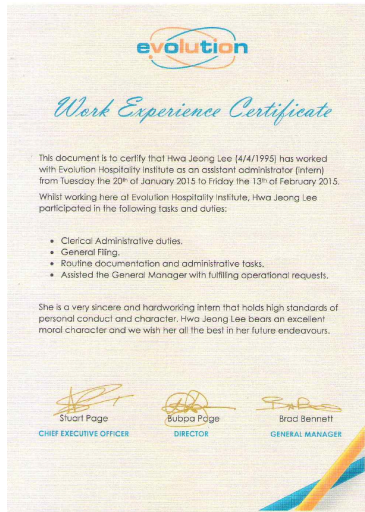 evolution
Work Experience Certificate
This document is to certify that Hwa Jeong Lee (4/4/1995) has worked
with Evolution Hospitality Institute as an assistant administrator (intern)
from Tuesday the 20th of January 2015 to Friday the 13th of February 2015.
Whilst working here at Evolution Hospitality Institute, Hwa Jeong Lee
participated in the following tasks and duties:
• Clerical Administrative duties.
• General Filing.
• Routine documentation and administrative tasks.
• Assisted the General Manager with fulfilling operational requests.
She is a very sincere and hardworking intern that holds high standards of
personal conduct and character. Hwa Jeong Lee bears an excellent
moral character and we wish her all the best in her future endeavours.
Stuart Page Bubpa Page Brad Bennett
CHIEF EXECUTIVE OFFICER DIRECTOR GENERAL MANAGER